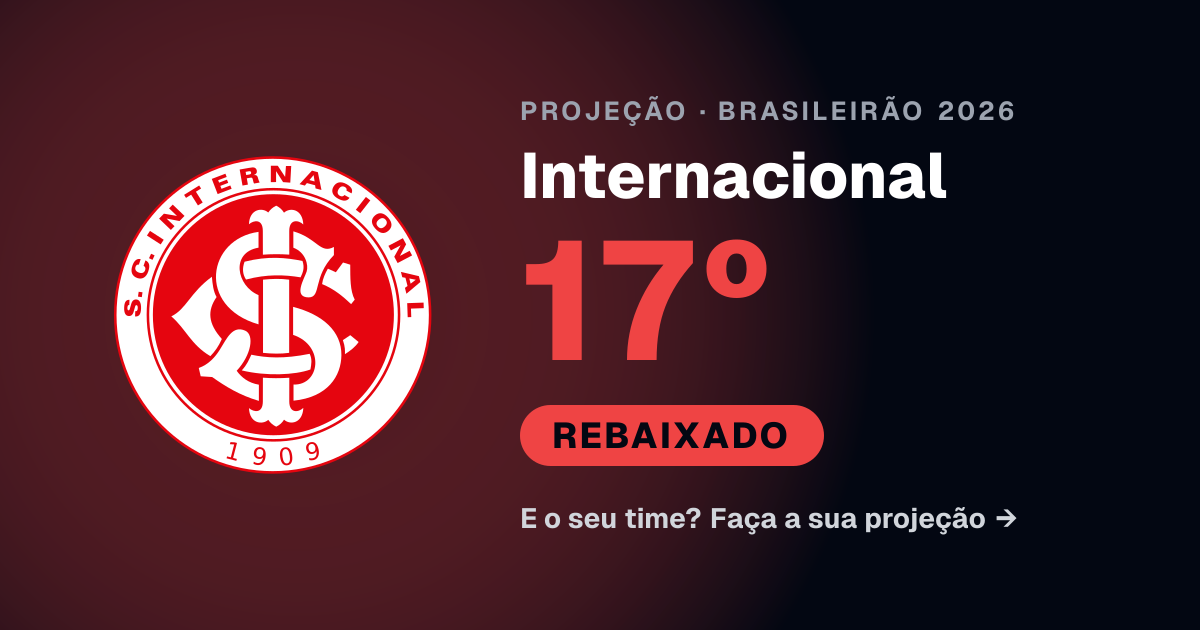 S.C. INTERNACIONAL
1909
PROJEÇÃO · BRASILEIRÃO 2026
Internacional
17º
REBAIXADO
E o seu time? Faça a sua projeção →